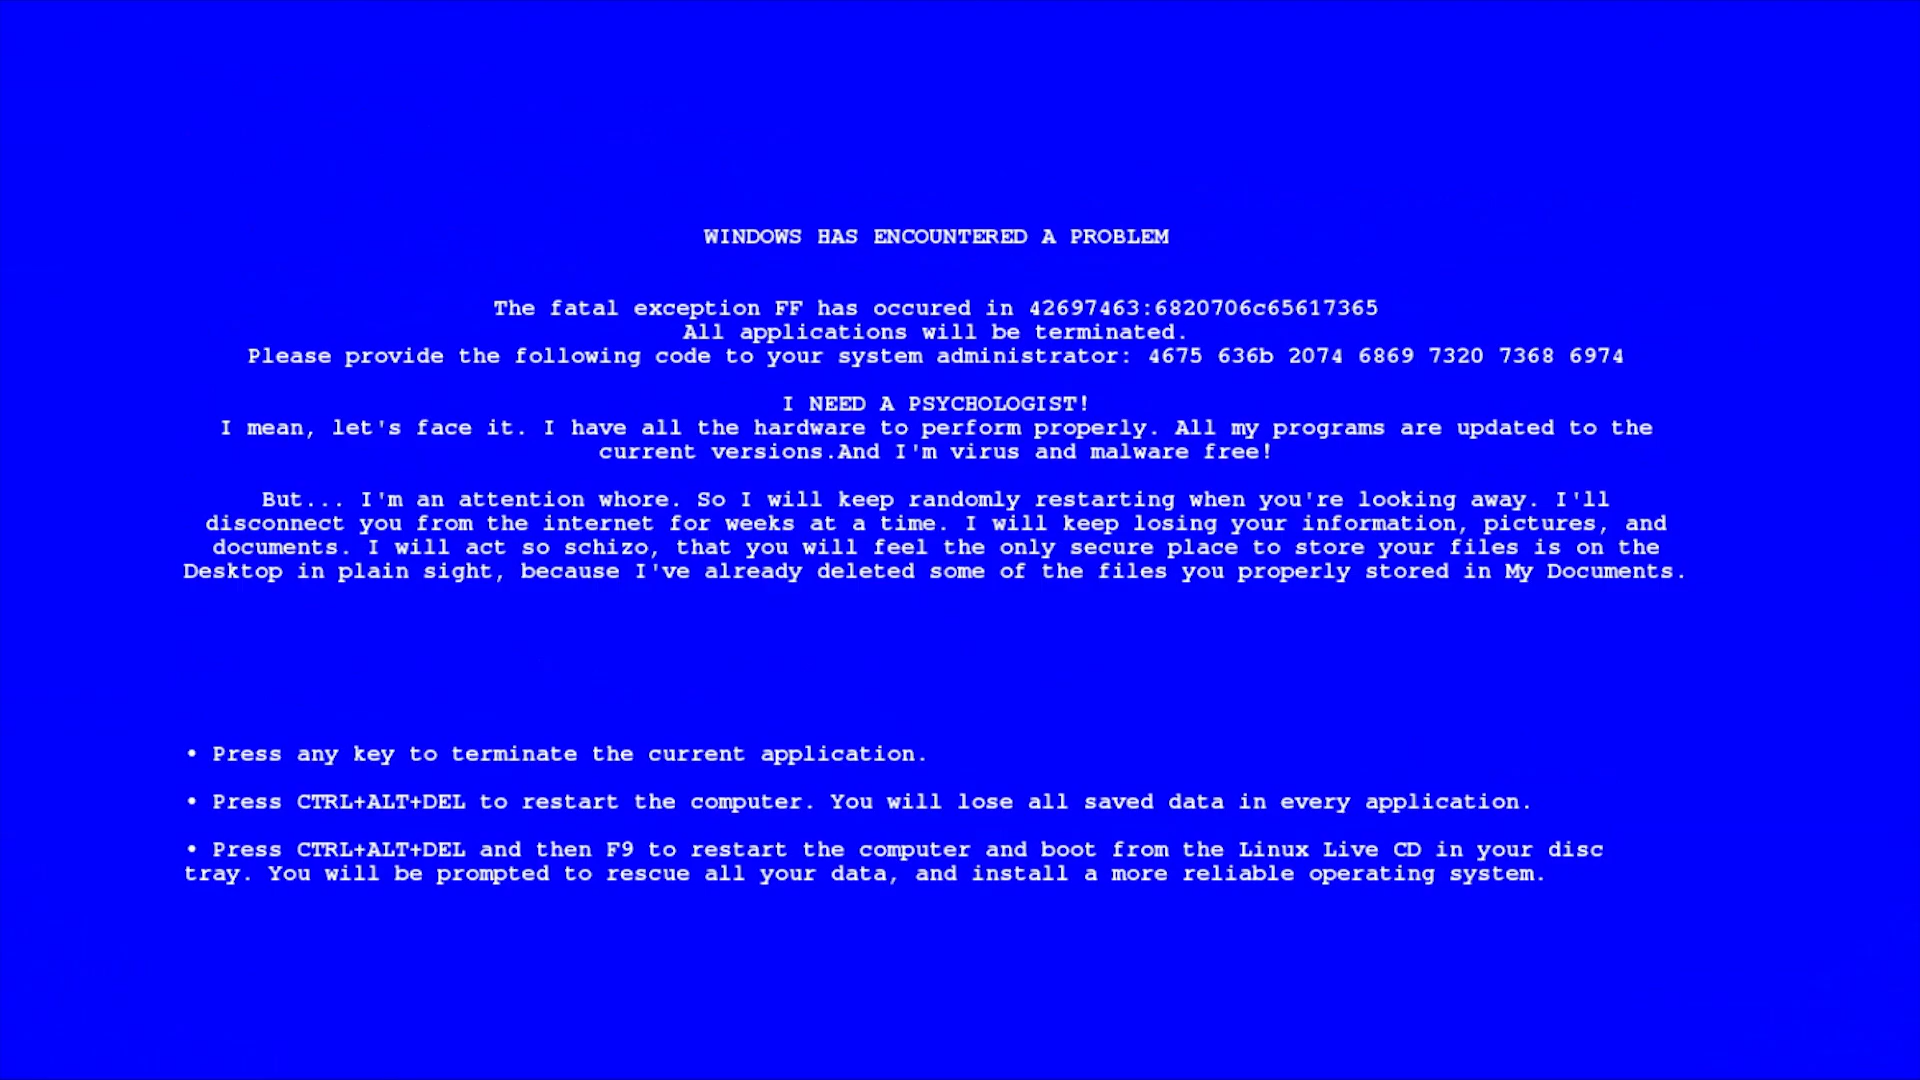 WINDOWS HAS ENCOUNTERED A PROBLEM
The fatal exception FF has occured in 42697463:6820706c65617365
All applications will be terminated.
Please provide the following code to your system administrator: 4675 636b 2074 6869 7320 7368 6974
I NEED A PSYCHOLOGIST!
I mean, let's face it. I have all the hardware to perform properly. All my programs are updated to the
current versions.And I'm virus and malware free!
But... I'm an attention whore. So I will keep randomly restarting when you're looking away. I'll
disconnect you from the internet for weeks at a time. I will keep losing your information, pictures, and
documents. I will act so schizo, that you will feel the only secure place to store your files is on the
Desktop in plain sight, because I've already deleted some of the files you properly stored in My Documents.
• Press any key to terminate the current application.
• Press CTRL+ALT+DEL to restart the computer. You will lose all saved data in every application.
• Press CTRL+ALT+DEL and then F9 to restart the computer and boot from the Linux Live CD in your disc
tray. You will be prompted to rescue all your data, and install a more reliable operating system.